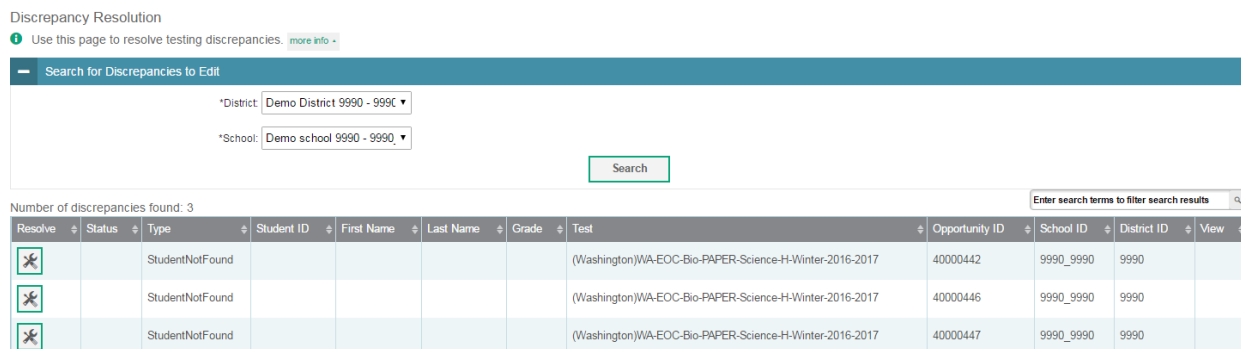 Discrepancy Resolution
Use this page to resolve testing discrepancies. more info
Search for Discrepancies to Edit
*District: Demo District 9990 - 999
*School: Demo school 9990 - 9990_
Search
Number of discrepancies found: 3
Enter search terms to filter search results
Resolve Status Type Student ID First Name Last Name Grade Test Opportunity ID School ID District ID View
StudentNotFound (Washington)WA-EOC-Bio-PAPER-Science-H-Winter-2016-2017 40000442 9990_9990 9990
StudentNotFound (Washington)WA-EOC-Bio-PAPER-Science-H-Winter-2016-2017 40000446 9990_9990 9990
StudentNotFound (Washington)WA-EOC-Bio-PAPER-Science-H-Winter-2016-2017 40000447 9990_9990 9990